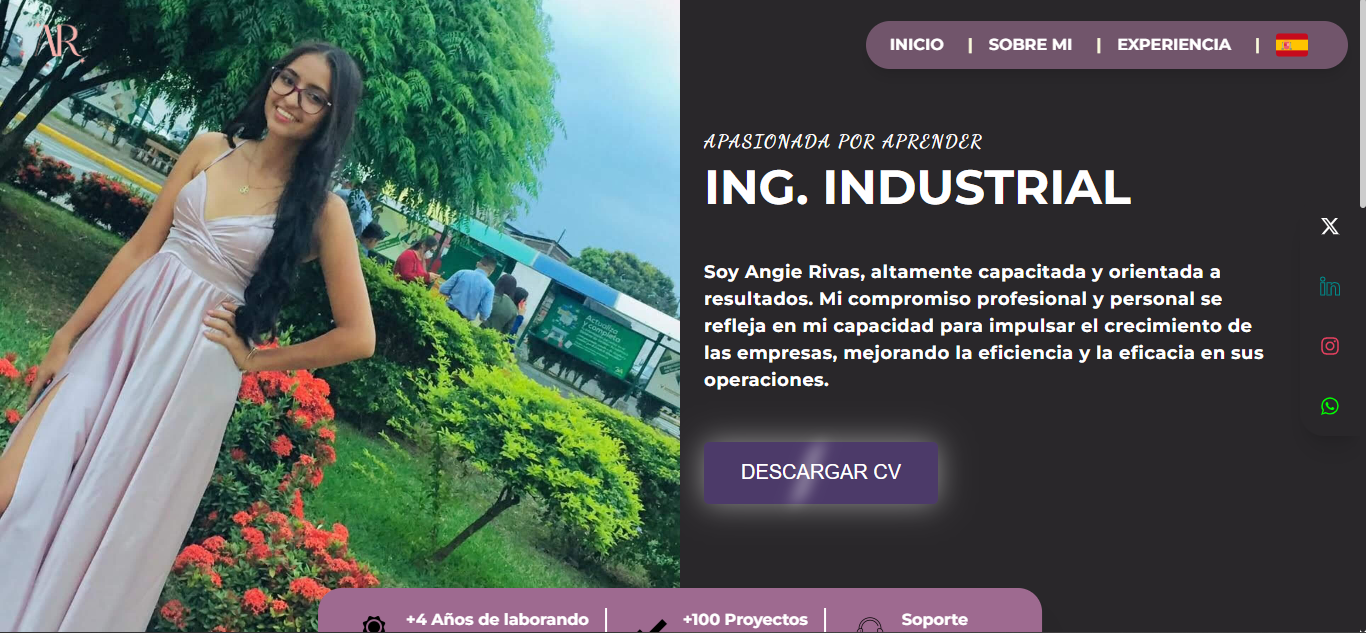 AR
INICIO | SOBRE MI | EXPERIENCIA |
APASIONADA POR APRENDER
ING. INDUSTRIAL
Soy Angie Rivas, altamente capacitada y orientada a
resultados. Mi compromiso profesional y personal se
refleja en mi capacidad para impulsar el crecimiento de
las empresas, mejorando la eficiencia y la eficacia en sus
operaciones.
Actualiza
y completa
DESCARGAR CV
+4 Años de laborando
+100 Proyectos
Soporte